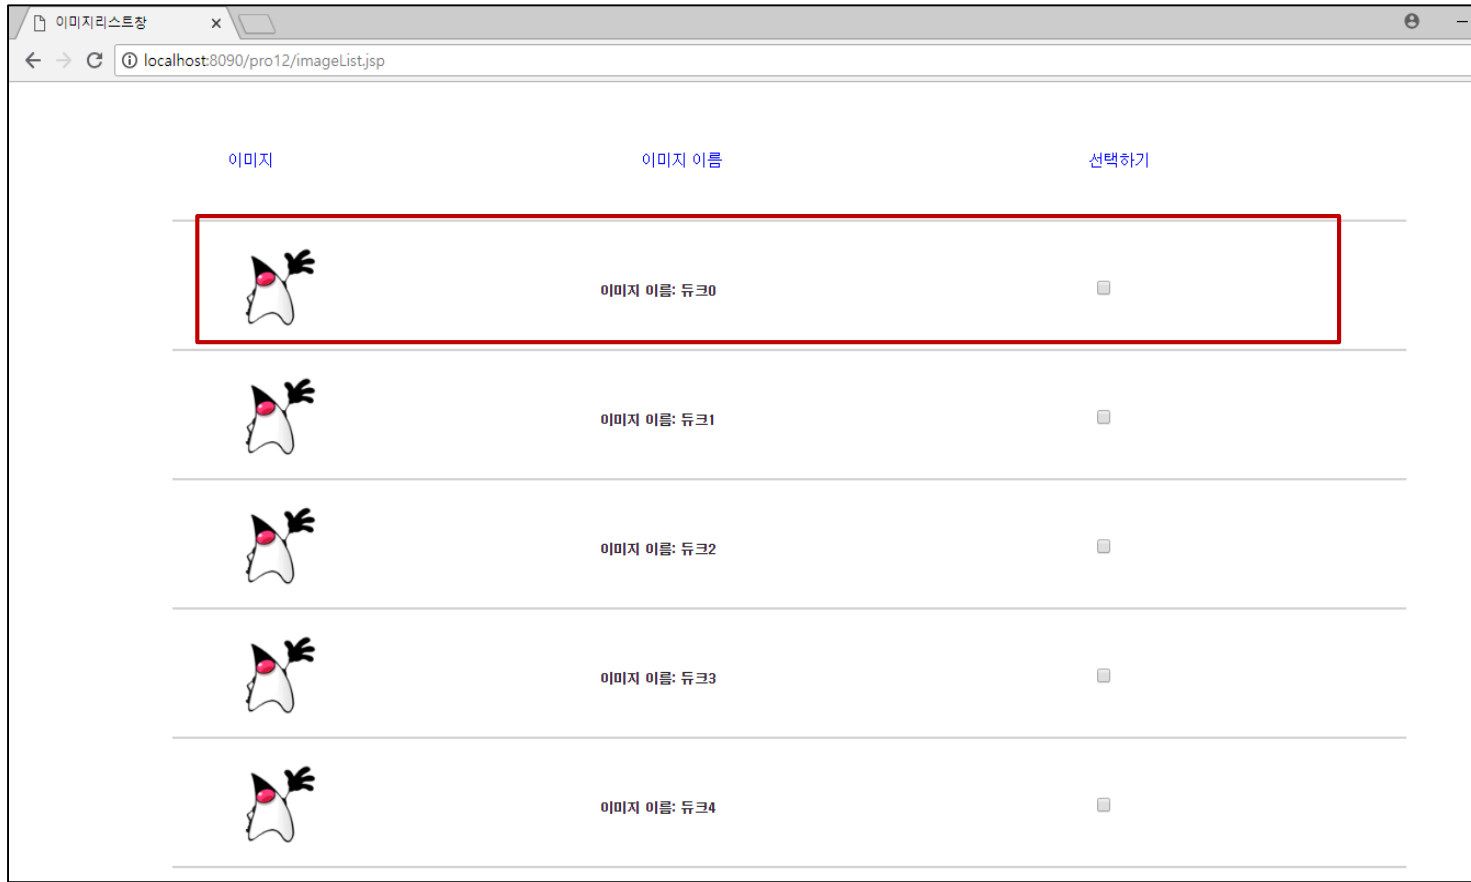 이미지리스트창
localhost:8090/pro12/imageList.jsp
이미지 이미지 이름 선택하기
이미지 이름: 듀크0
이미지 이름: 듀크1
이미지 이름: 듀크2
이미지 이름: 듀크3
이미지 이름: 듀크4